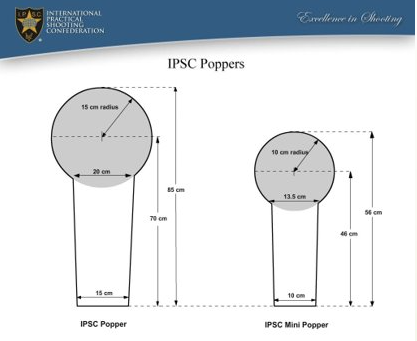 IPSC
INTERNATIONAL
PRACTICAL
SHOOTING
CONFEDERATION
Excellence in Shooting
IPSC Poppers
15 cm radius
10 cm radius
20 cm
85 cm
13.5 cm
56 cm
70 cm
46 cm
15 cm
10 cm
IPSC Popper
IPSC Mini Popper